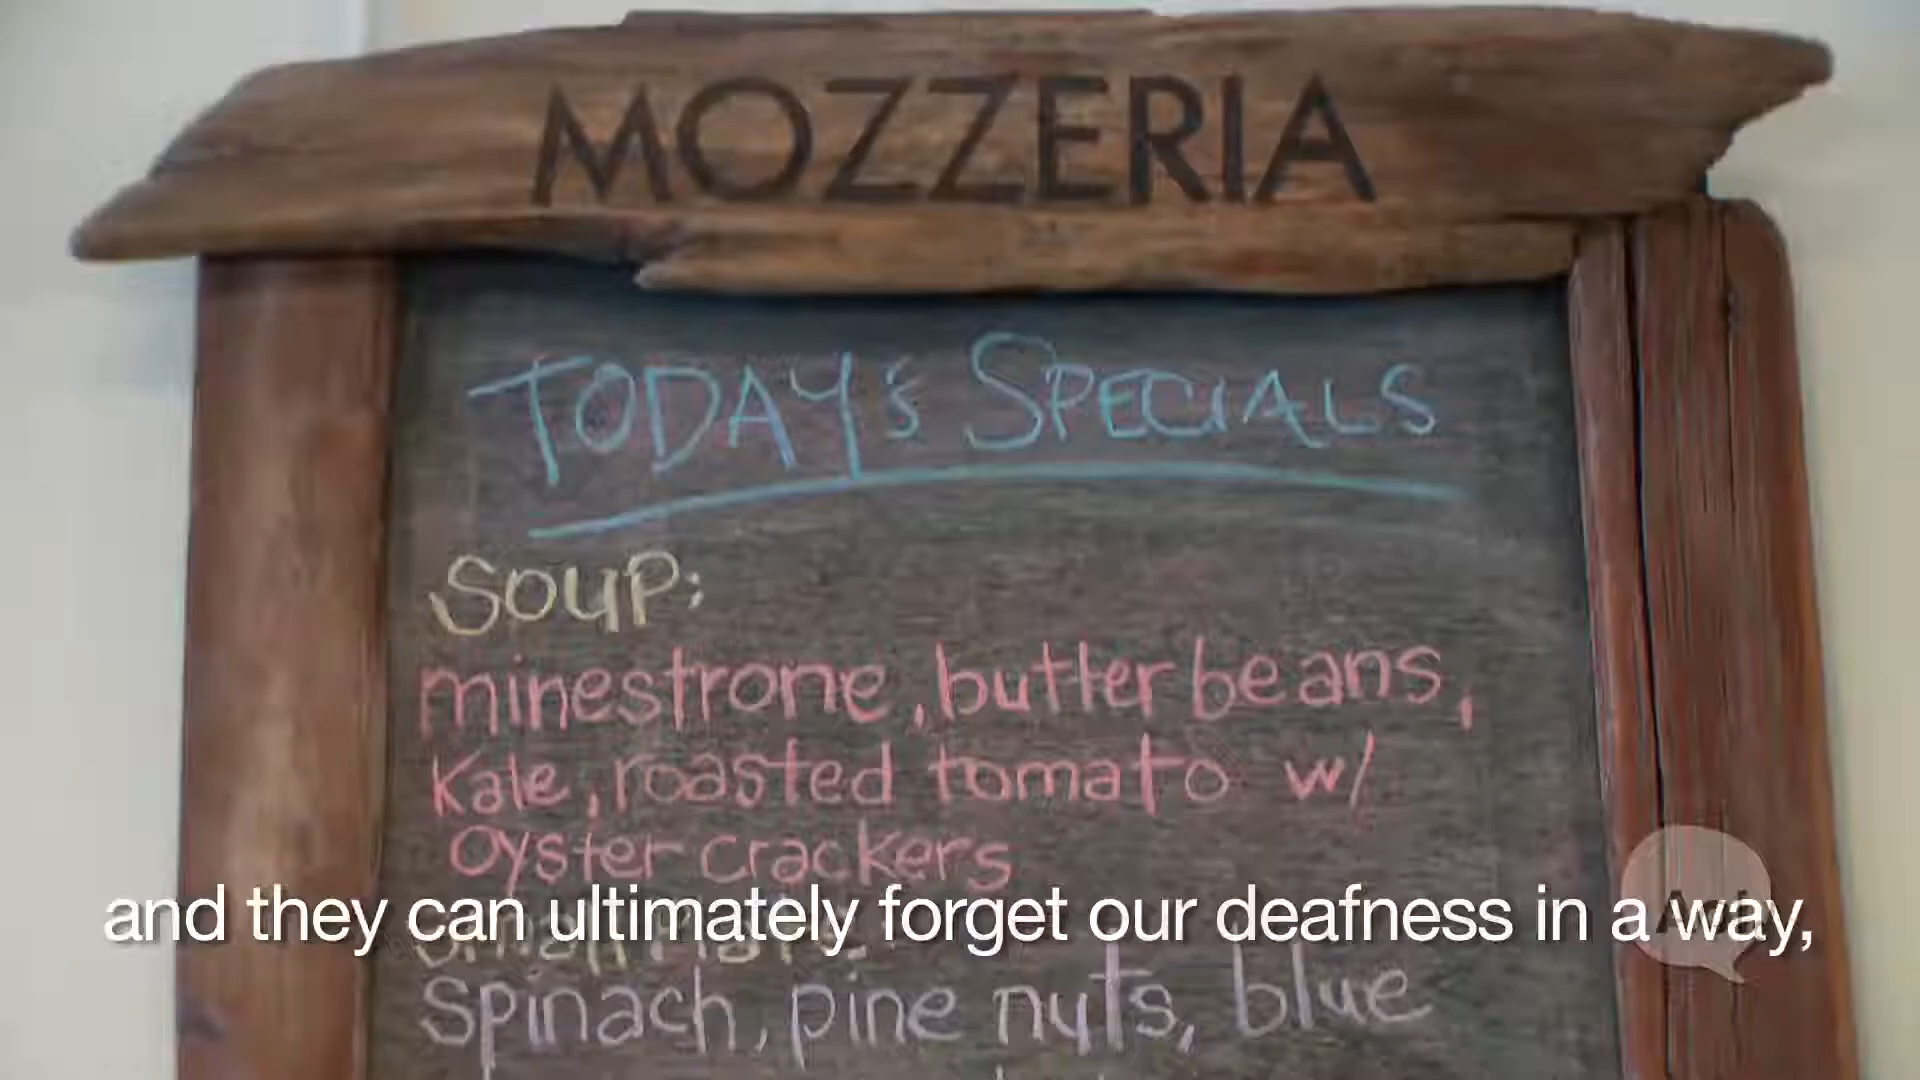 MOZZERIA
TODAY'S SPECIALS
SOUP:
minestrone, butter beans,
Kale, roasted tomato w/
oyster crackers
and they can ultimately forget our deafness in a way,
Spinach, pine nuts, blue